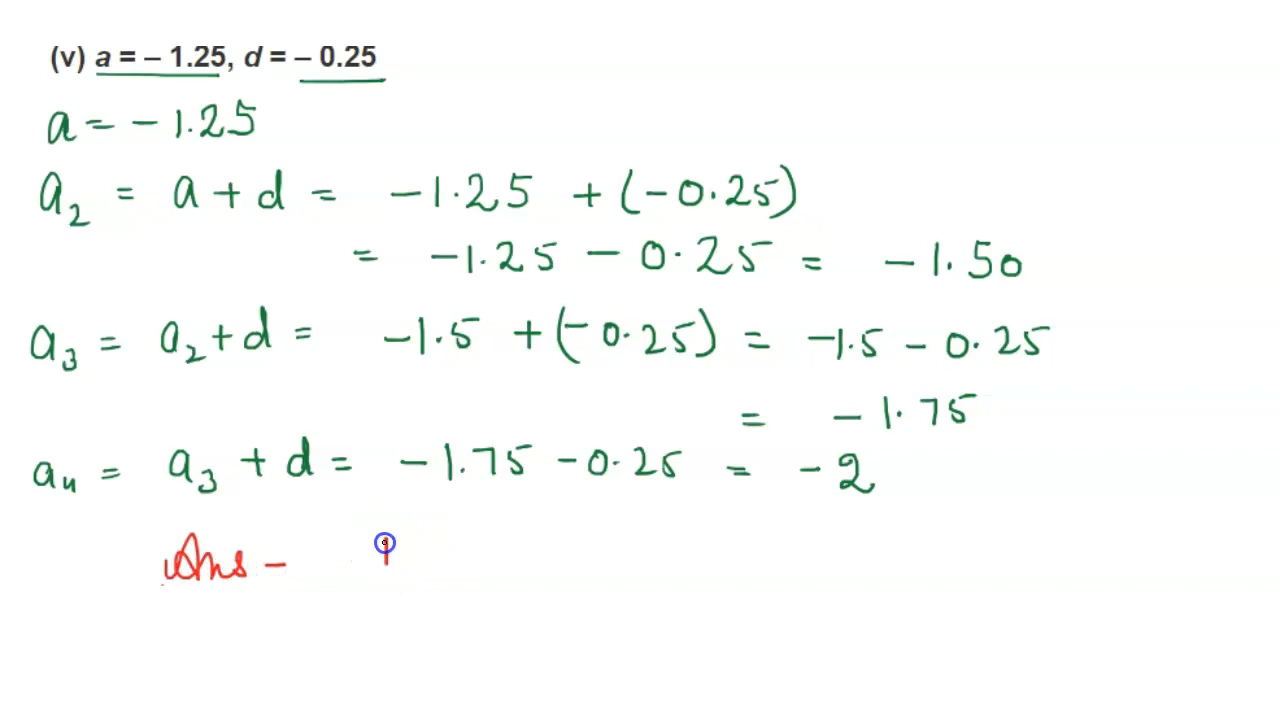 (v) a = – 1.25, d = – 0.25
a = - 1.25
a2 = a + d = -1.25 + (-0.25)
= -1.25 - 0.25 = -1.50
a3 = a2 + d = -1.5 + (-0.25) = -1.5 - 0.25
= -1.75
a4 = a3 + d = -1.75 - 0.25 = -2
Ans -